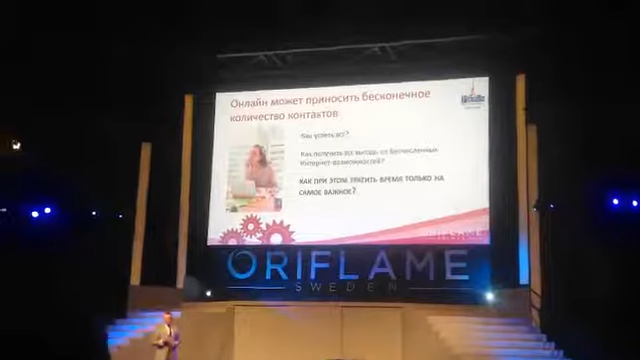 Онлайн может приносить бесконечное
количество контактов
Как успеть всё?
Как получить все выгоды от бесчисленных
Интернет-возможностей?
КАК ПРИ ЭТОМ ТРАТИТЬ ВРЕМЯ ТОЛЬКО НА
САМОЕ ВАЖНОЕ?
ORIFLAME
SWEDEN